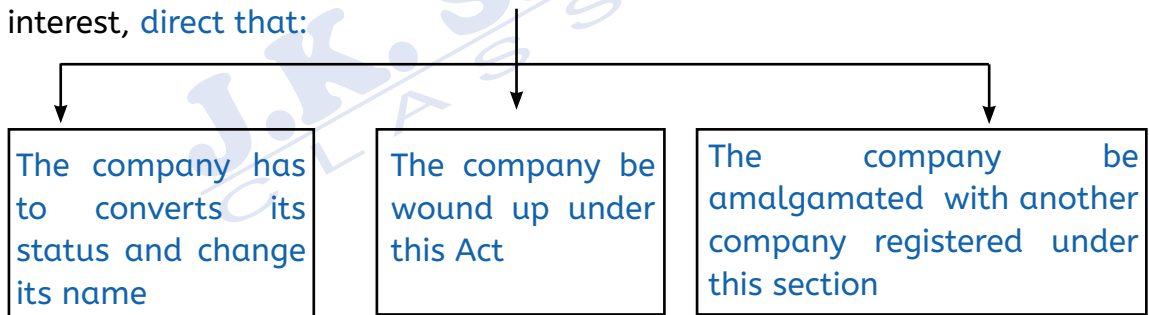 interest, direct that:
The company has
to converts its
status and change
its name
The company be
wound up under
this Act
The company be
amalgamated with another
company registered under
this section
J.K. S
CLASS